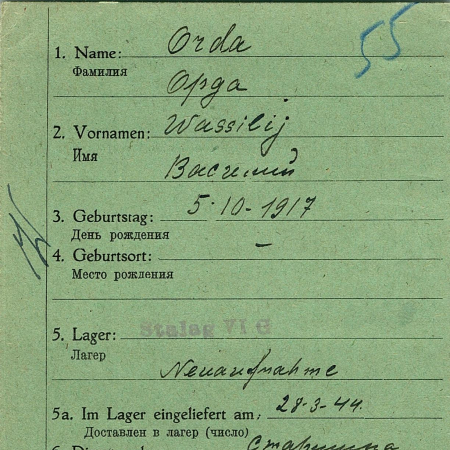 55
1. Name: Orda
Фамилия
Орда
2. Vornamen: Wassilij
Имя
Василий
3. Geburtstag: 5-10-1917
День рождения
4. Geburtsort: -
Место рождения
5. Lager: Stalag VI G
Лагер
Neuaufnahme
5a. Im Lager eingeliefert am: 28-3-44.
Доставлен в лагер (число)
Старшина